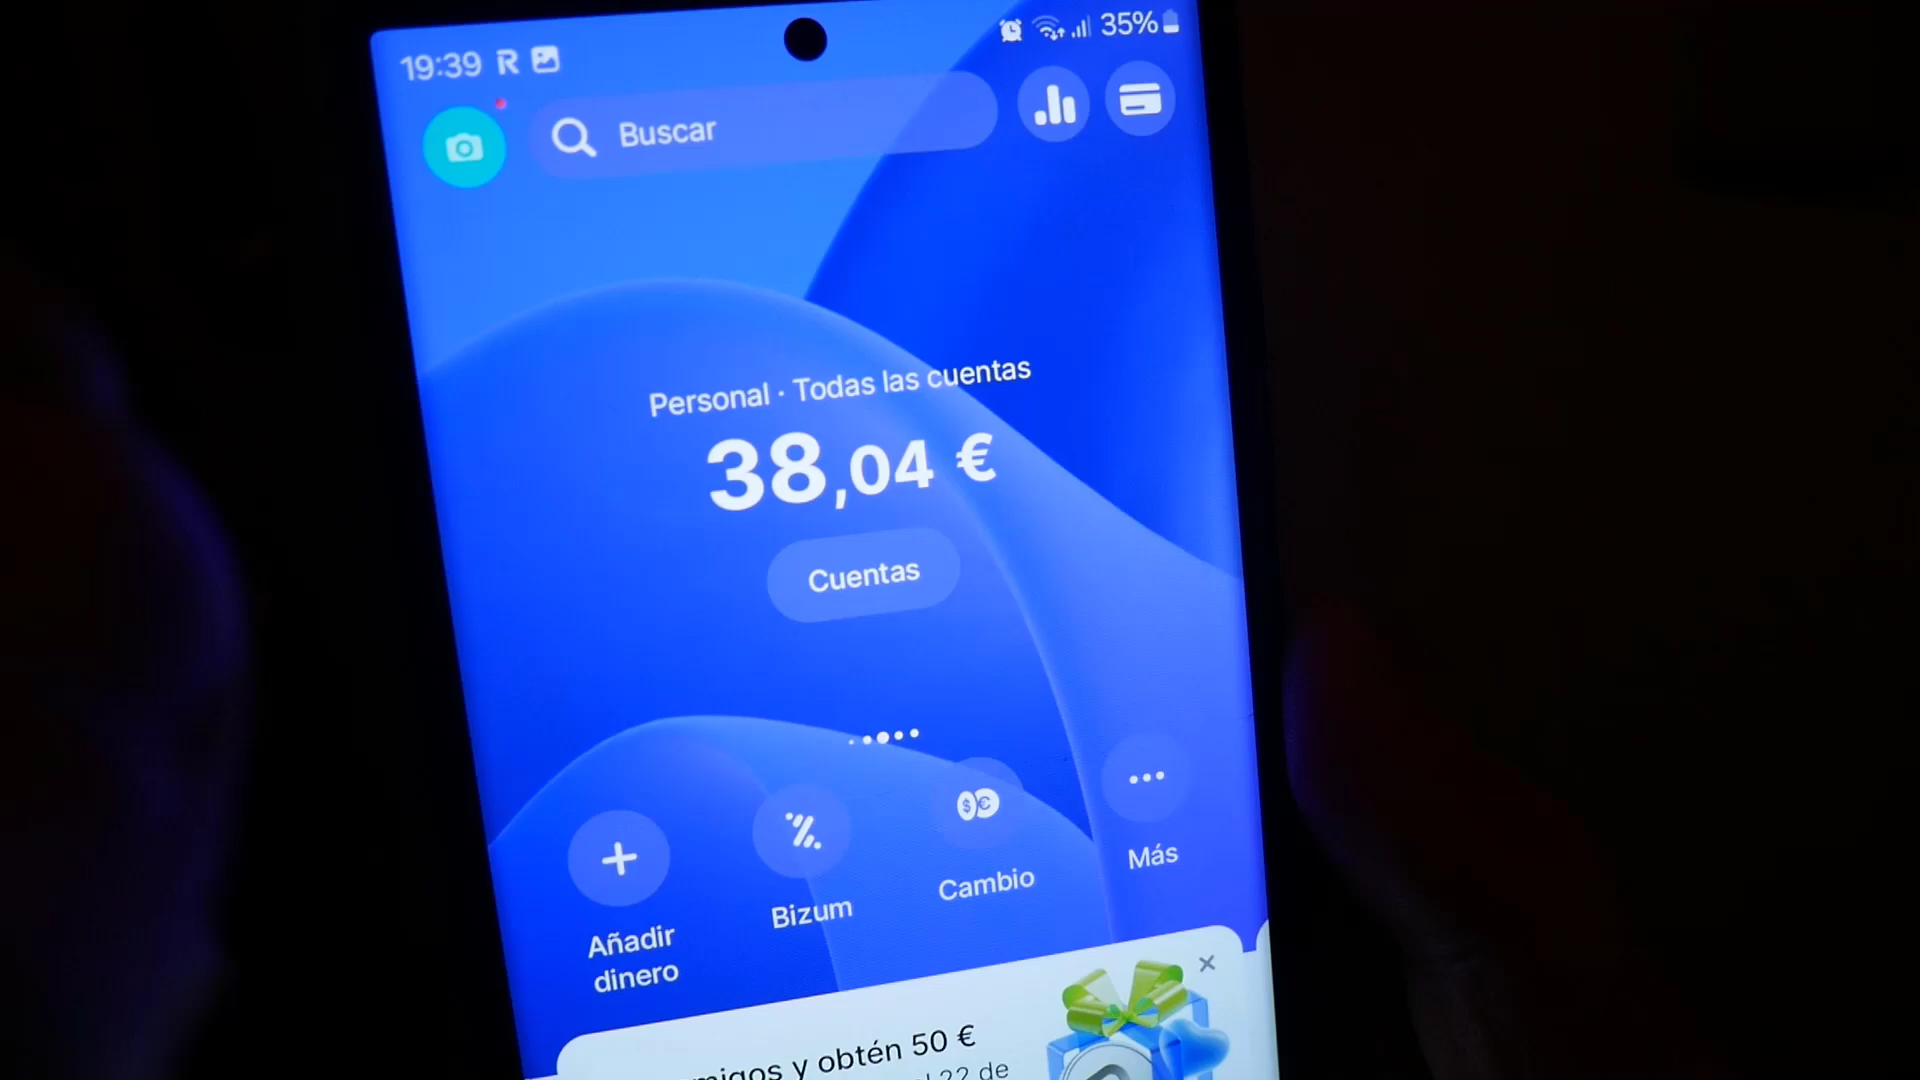 19:39 R 35%
Buscar
Personal · Todas las cuentas
38,04 €
Cuentas
Añadir
dinero
Bizum
$ €
Cambio
Más
y obtén 50 €
22 de